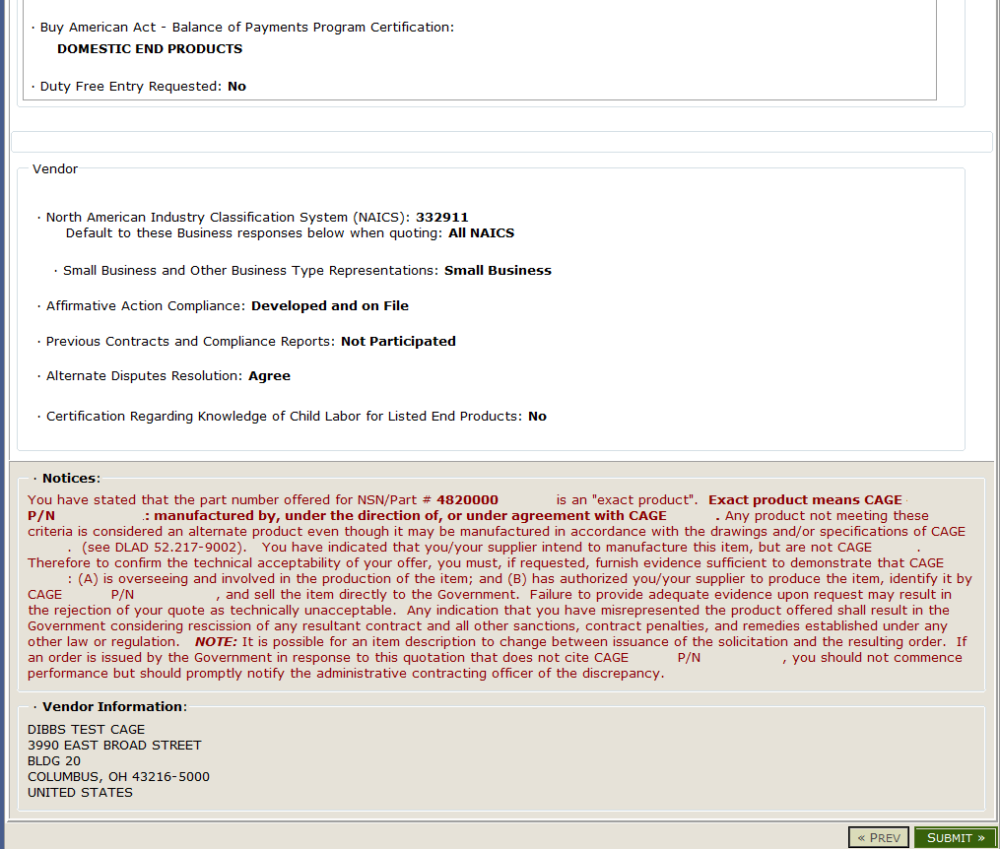 · Buy American Act - Balance of Payments Program Certification:
DOMESTIC END PRODUCTS
· Duty Free Entry Requested: No
Vendor
· North American Industry Classification System (NAICS): 332911
Default to these Business responses below when quoting: All NAICS
· Small Business and Other Business Type Representations: Small Business
· Affirmative Action Compliance: Developed and on File
· Previous Contracts and Compliance Reports: Not Participated
· Alternate Disputes Resolution: Agree
· Certification Regarding Knowledge of Child Labor for Listed End Products: No
· Notices:
You have stated that the part number offered for NSN/Part # 4820000 is an "exact product". Exact product means CAGE
P/N : manufactured by, under the direction of, or under agreement with CAGE . Any product not meeting these
criteria is considered an alternate product even though it may be manufactured in accordance with the drawings and/or specifications of CAGE
. (see DLAD 52.217-9002). You have indicated that you/your supplier intend to manufacture this item, but are not CAGE .
Therefore to confirm the technical acceptability of your offer, you must, if requested, furnish evidence sufficient to demonstrate that CAGE
: (A) is overseeing and involved in the production of the item; and (B) has authorized you/your supplier to produce the item, identify it by
CAGE P/N , and sell the item directly to the Government. Failure to provide adequate evidence upon request may result in
the rejection of your quote as technically unacceptable. Any indication that you have misrepresented the product offered shall result in the
Government considering rescission of any resultant contract and all other sanctions, contract penalties, and remedies established under any
other law or regulation. NOTE: It is possible for an item description to change between issuance of the solicitation and the resulting order. If
an order is issued by the Government in response to this quotation that does not cite CAGE P/N , you should not commence
performance but should promptly notify the administrative contracting officer of the discrepancy.
· Vendor Information:
DIBBS TEST CAGE
3990 EAST BROAD STREET
BLDG 20
COLUMBUS, OH 43216-5000
UNITED STATES
« PREV
SUBMIT »